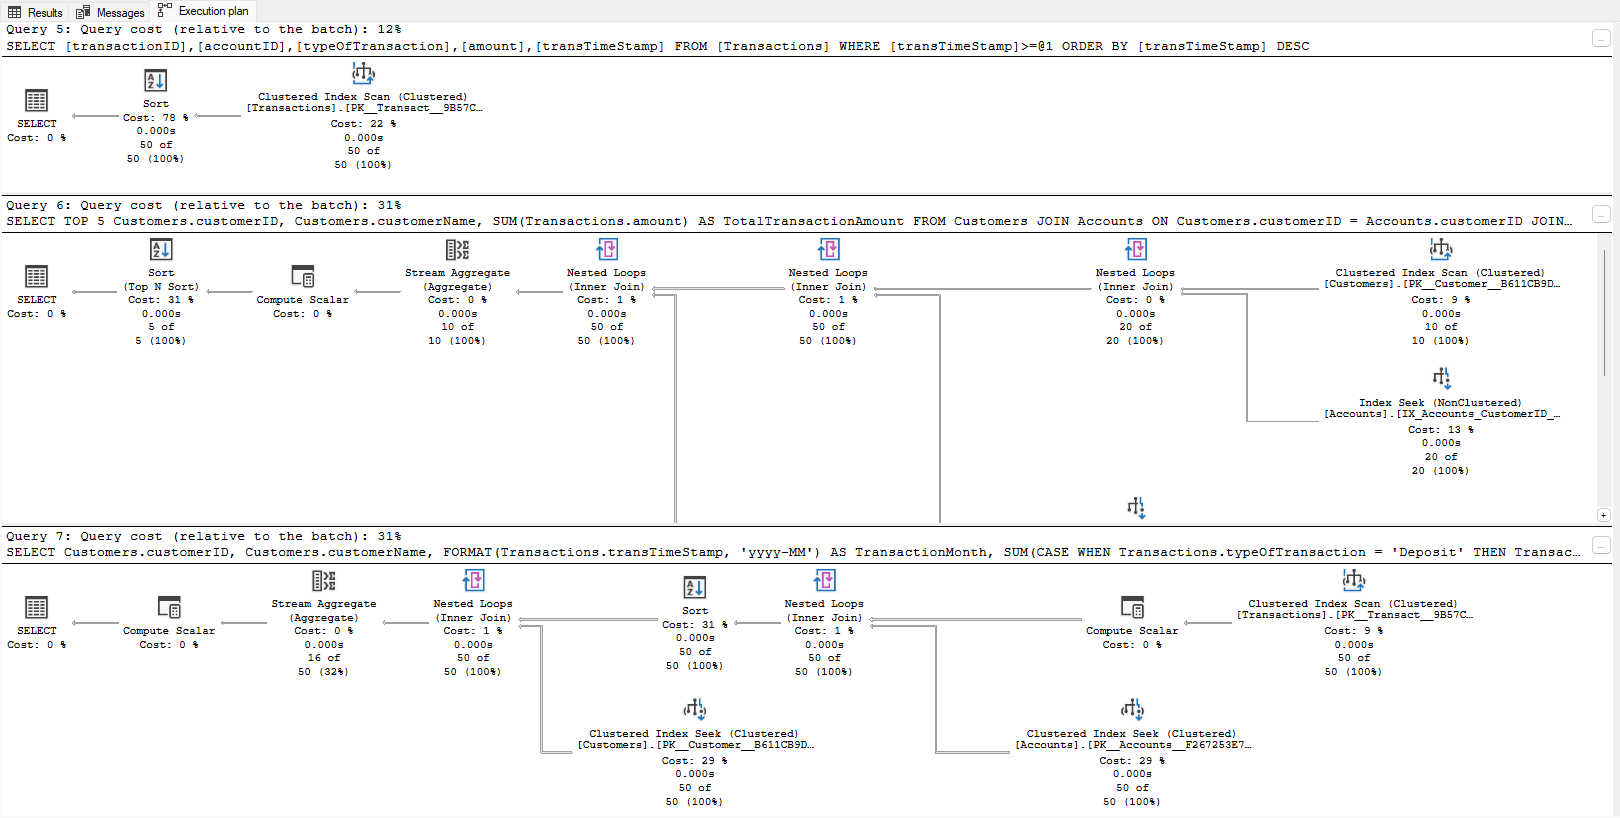 Results Messages Execution plan
Query 5: Query cost (relative to the batch): 12%
SELECT [transactionID],[accountID],[typeOfTransaction],[amount],[transTimeStamp] FROM [Transactions] WHERE [transTimeStamp]>=@1 ORDER BY [transTimeStamp] DESC
...
SELECT
Cost: 0 %
Sort
Cost: 78 %
0.000s
50 of
50 (100%)
Clustered Index Scan (Clustered)
[Transactions].[PK__Transact__9B57C…
Cost: 22 %
0.000s
50 of
50 (100%)
Query 6: Query cost (relative to the batch): 31%
SELECT TOP 5 Customers.customerID, Customers.customerName, SUM(Transactions.amount) AS TotalTransactionAmount FROM Customers JOIN Accounts ON Customers.customerID = Accounts.customerID JOIN…
...
SELECT
Cost: 0 %
Sort
(Top N Sort)
Cost: 31 %
0.000s
5 of
5 (100%)
Compute Scalar
Cost: 0 %
Stream Aggregate
(Aggregate)
Cost: 0 %
0.000s
10 of
10 (100%)
Nested Loops
(Inner Join)
Cost: 1 %
0.000s
50 of
50 (100%)
Nested Loops
(Inner Join)
Cost: 1 %
0.000s
50 of
50 (100%)
Nested Loops
(Inner Join)
Cost: 0 %
0.000s
20 of
20 (100%)
Clustered Index Scan (Clustered)
[Customers].[PK__Customer__B611CB9D…
Cost: 9 %
0.000s
10 of
10 (100%)
Index Seek (NonClustered)
[Accounts].[IX_Accounts_CustomerID_…
Cost: 13 %
0.000s
20 of
20 (100%)
+
Query 7: Query cost (relative to the batch): 31%
SELECT Customers.customerID, Customers.customerName, FORMAT(Transactions.transTimeStamp, 'yyyy-MM') AS TransactionMonth, SUM(CASE WHEN Transactions.typeOfTransaction = 'Deposit' THEN Transac…
...
SELECT
Cost: 0 %
Compute Scalar
Cost: 0 %
Stream Aggregate
(Aggregate)
Cost: 0 %
0.000s
16 of
50 (32%)
Nested Loops
(Inner Join)
Cost: 1 %
0.000s
50 of
50 (100%)
Sort
Cost: 31 %
0.000s
50 of
50 (100%)
Nested Loops
(Inner Join)
Cost: 1 %
0.000s
50 of
50 (100%)
Compute Scalar
Cost: 0 %
Clustered Index Scan (Clustered)
[Transactions].[PK__Transact__9B57C…
Cost: 9 %
0.000s
50 of
50 (100%)
Clustered Index Seek (Clustered)
[Customers].[PK__Customer__B611CB9D…
Cost: 29 %
0.000s
50 of
50 (100%)
Clustered Index Seek (Clustered)
[Accounts].[PK__Accounts__F267253E7…
Cost: 29 %
0.000s
50 of
50 (100%)